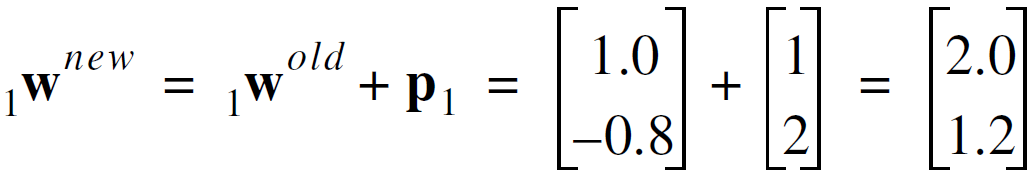 ₁w^new = ₁w^old + p₁ = [1.0 −0.8] + [1 2] = [2.0 1.2]